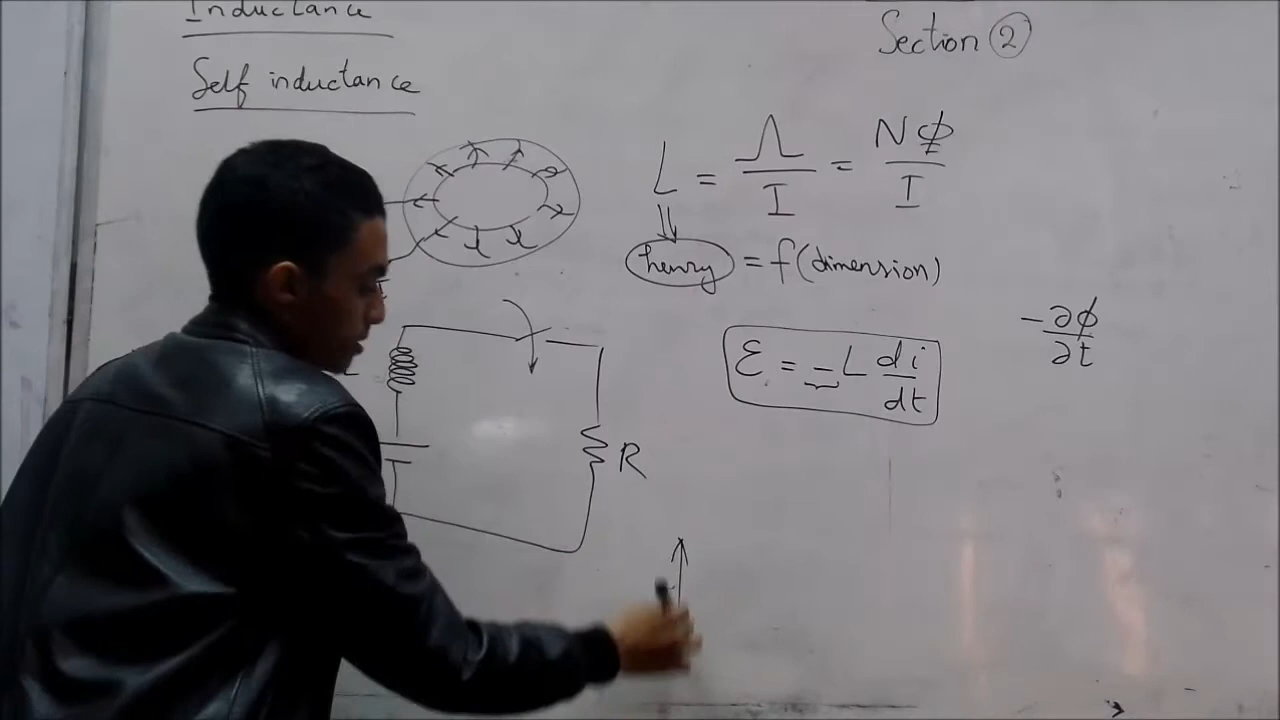 Inductance
Section 2
Self inductance
L = Λ/I = NΦ/I
henry = f(dimension)
ε = -L di/dt
-∂φ/∂t
L
R